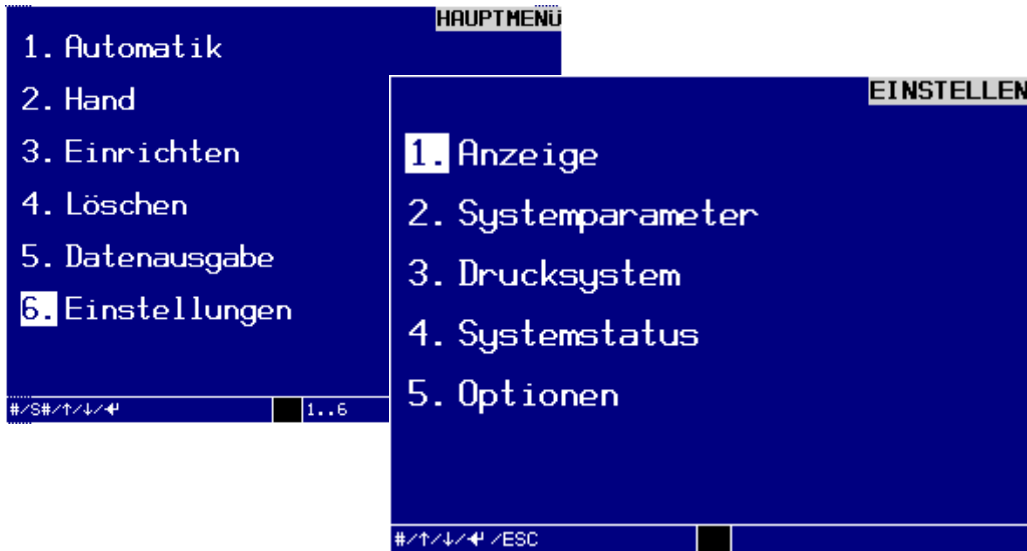 HAUPTMENÜ
1. Automatik
2. Hand
3. Einrichten
4. Löschen
5. Datenausgabe
6. Einstellungen
#/S#/↑/↓/↵
1..6
EINSTELLEN
1. Anzeige
2. Systemparameter
3. Drucksystem
4. Systemstatus
5. Optionen
#/↑/↓/↵ /ESC